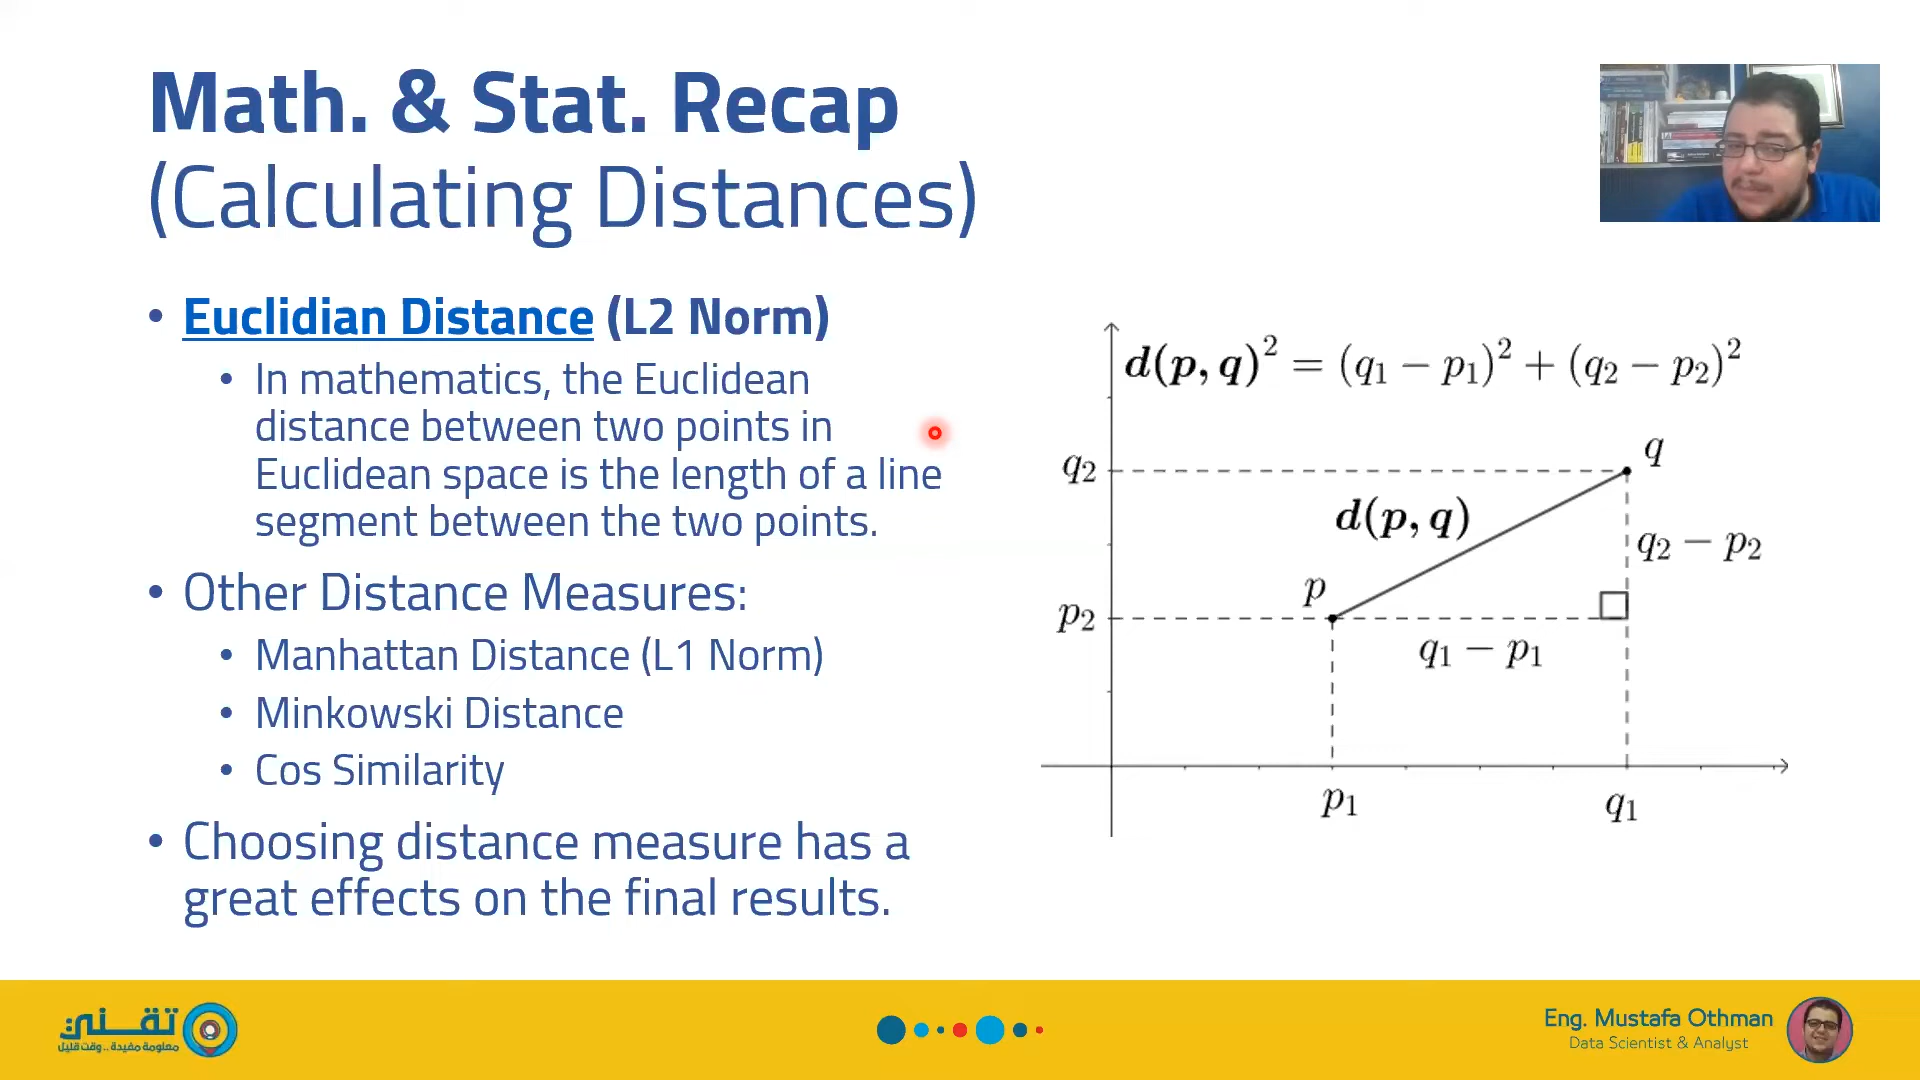 Math. & Stat. Recap
(Calculating Distances)
• Euclidian Distance (L2 Norm)
• In mathematics, the Euclidean
distance between two points in
Euclidean space is the length of a line
segment between the two points.
• Other Distance Measures:
• Manhattan Distance (L1 Norm)
• Minkowski Distance
• Cos Similarity
• Choosing distance measure has a
great effects on the final results.
d(p, q)² = (q₁ − p₁)² + (q₂ − p₂)²
q
q₂
d(p, q)
q₂ − p₂
p
p₂
q₁ − p₁
p₁
q₁
تقني
معلومة مفيدة .. وقت قليل
Eng. Mustafa Othman
Data Scientist & Analyst